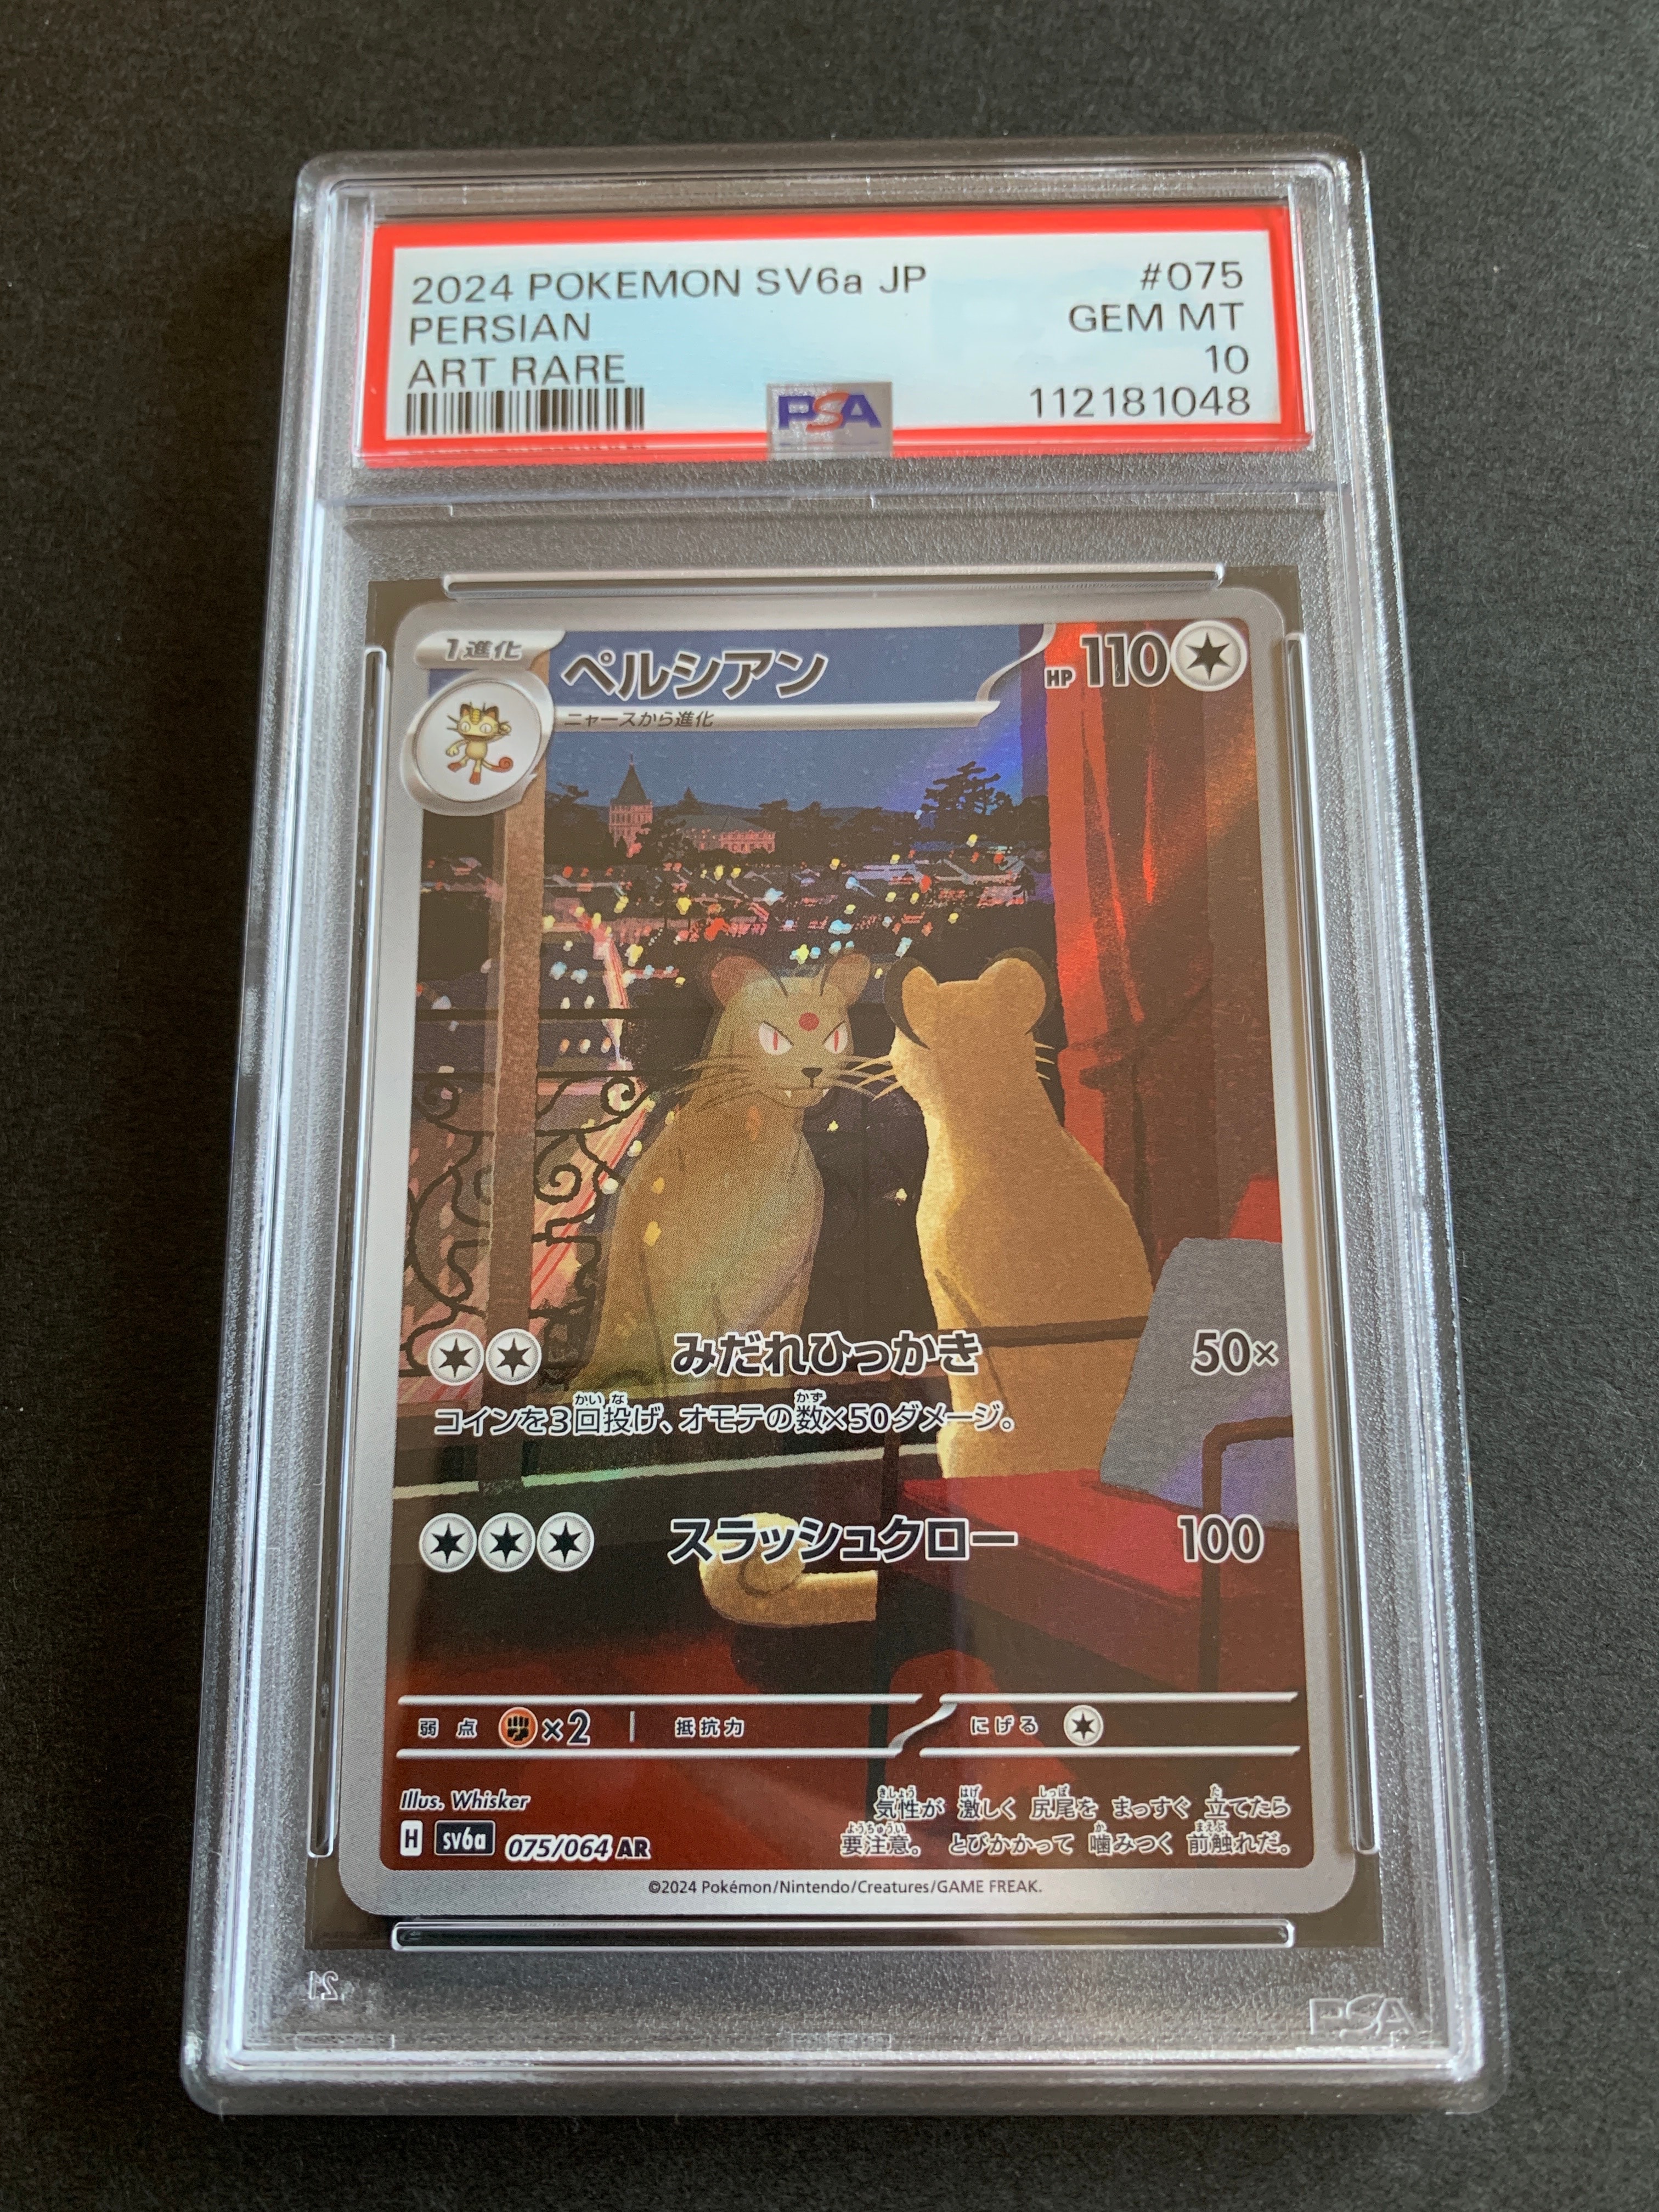 2024 POKEMON SV6a JP #075
PERSIAN GEM MT
ART RARE 10
PSA 112181048
1進化 ペルシアン HP 110
ニャースから進化
みだれひっかき 50×
コインを3回投げ、オモテの数×50ダメージ。
スラッシュクロー 100
弱点 ×2 抵抗力 にげる
Illus. Whisker
気性が 激しく 尻尾を まっすぐ 立てたら
要注意。 とびかかって 噛みつく 前触れだ。
H sv6a 075/064 AR
©2024 Pokémon/Nintendo/Creatures/GAME FREAK.
PSA